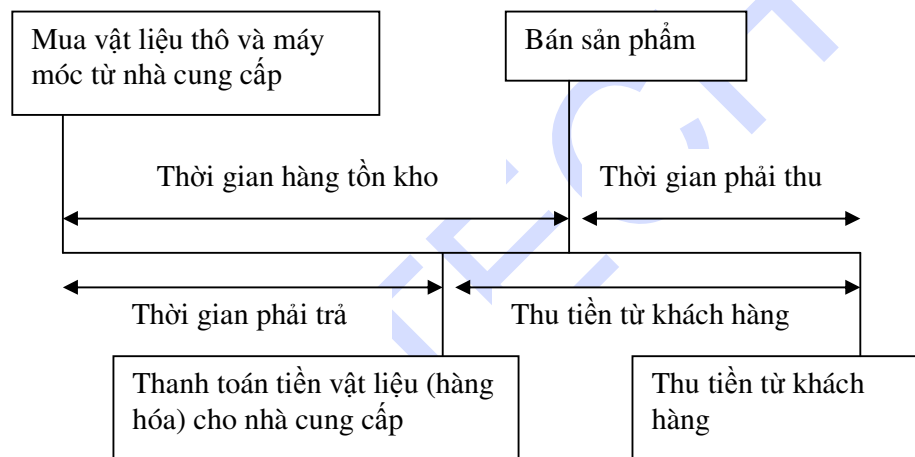 Mua vật liệu thô và máy
móc từ nhà cung cấp
Bán sản phẩm
Thời gian hàng tồn kho
Thời gian phải thu
Thời gian phải trả
Thu tiền từ khách hàng
Thanh toán tiền vật liệu (hàng
hóa) cho nhà cung cấp
Thu tiền từ khách
hàng